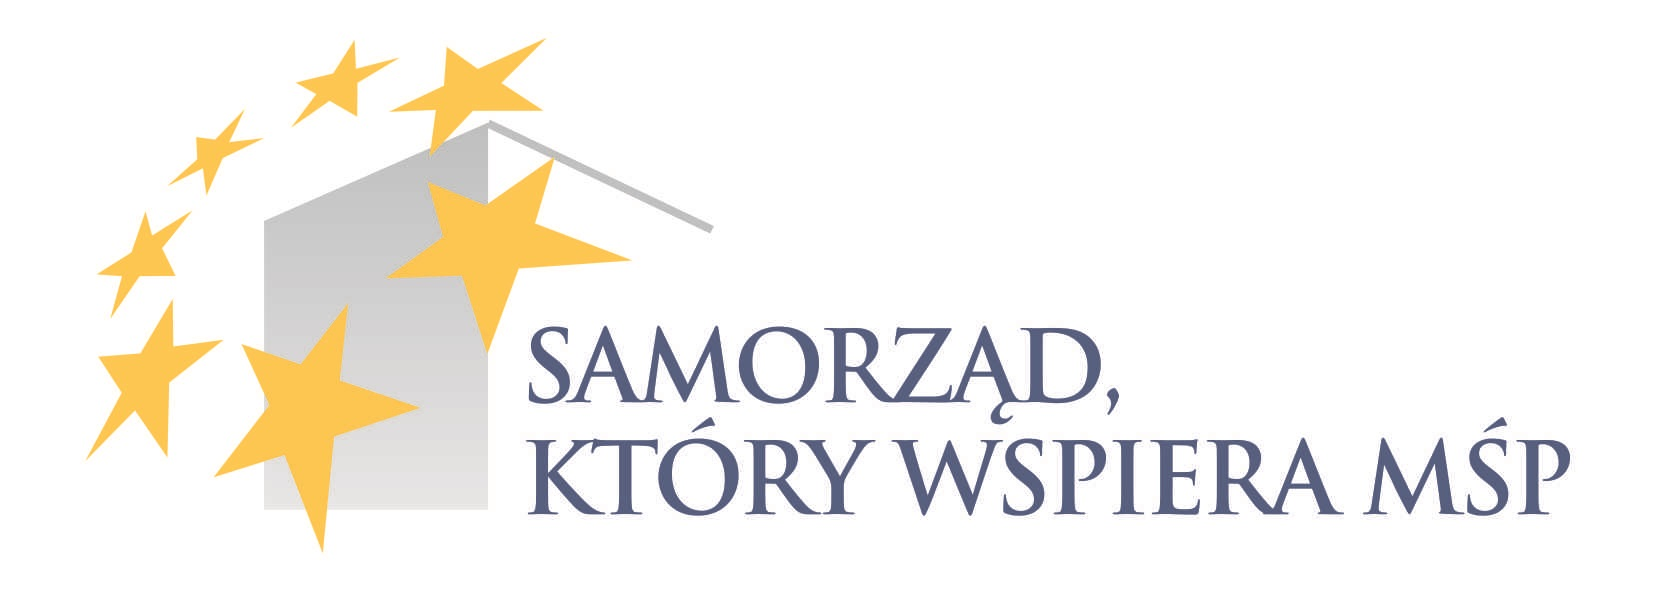 SAMORZĄD,
KTÓRY WSPIERA MŚP